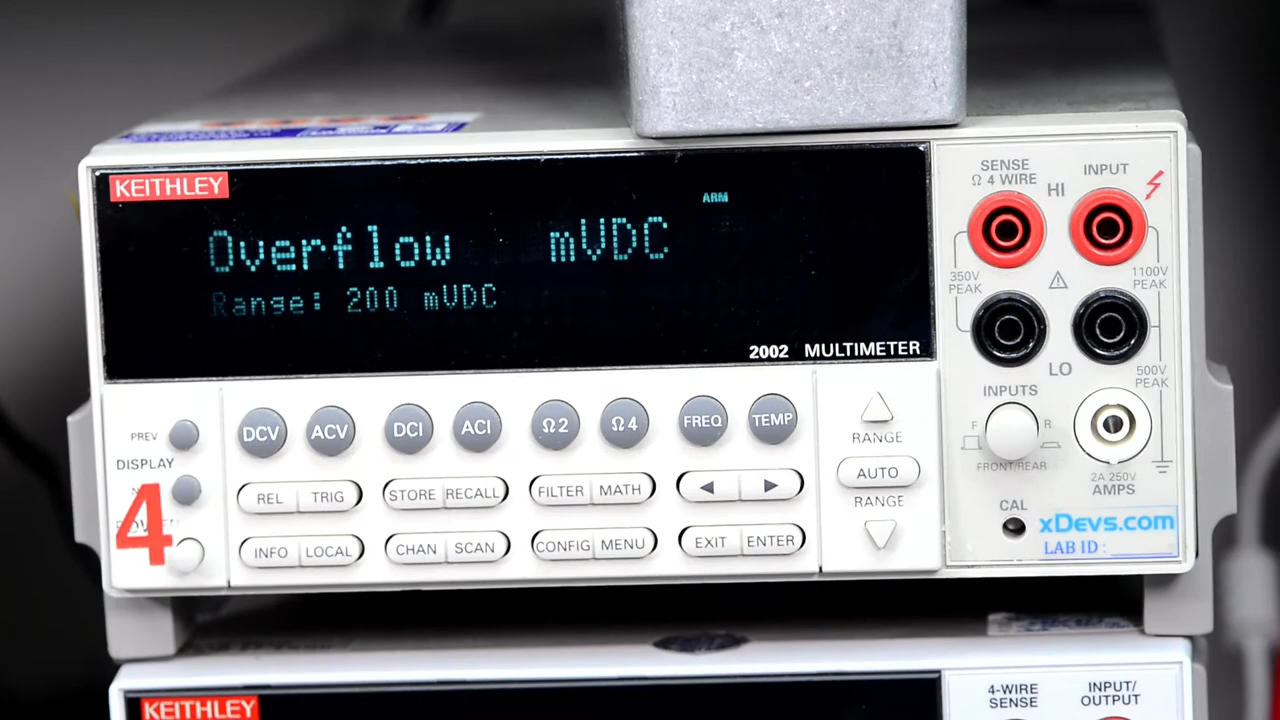 KEITHLEY
ARM
Overflow mVDC
Range: 200 mVDC
2002 MULTIMETER
SENSE
Ω 4 WIRE
INPUT
HI
350V
PEAK
1100V
PEAK
LO
500V
PEAK
INPUTS
F
R
FRONT/REAR
2A 250V
AMPS
CAL
xDevs.com
LAB ID :
PREV
DISPLAY
POWER
4
DCV ACV DCI ACI Ω2 Ω4 FREQ TEMP
REL TRIG STORE RECALL FILTER MATH
INFO LOCAL CHAN SCAN CONFIG MENU EXIT ENTER
RANGE
AUTO
RANGE
KEITHLEY
4-WIRE
SENSE
INPUT/
OUTPUT